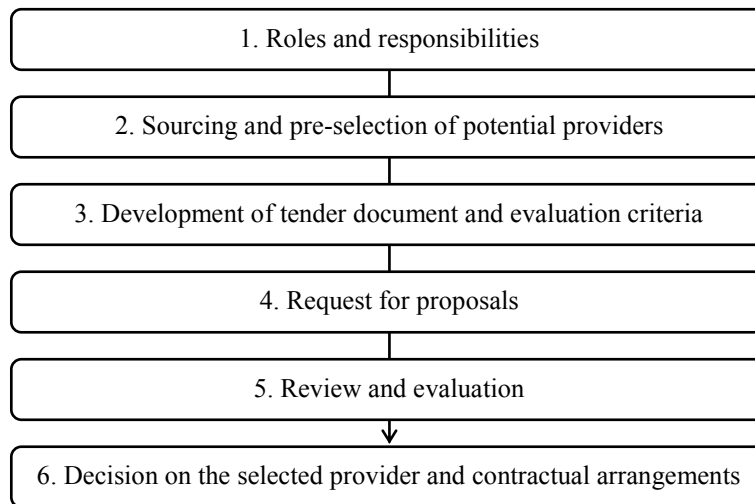 1. Roles and responsibilities
2. Sourcing and pre-selection of potential providers
3. Development of tender document and evaluation criteria
4. Request for proposals
5. Review and evaluation
6. Decision on the selected provider and contractual arrangements